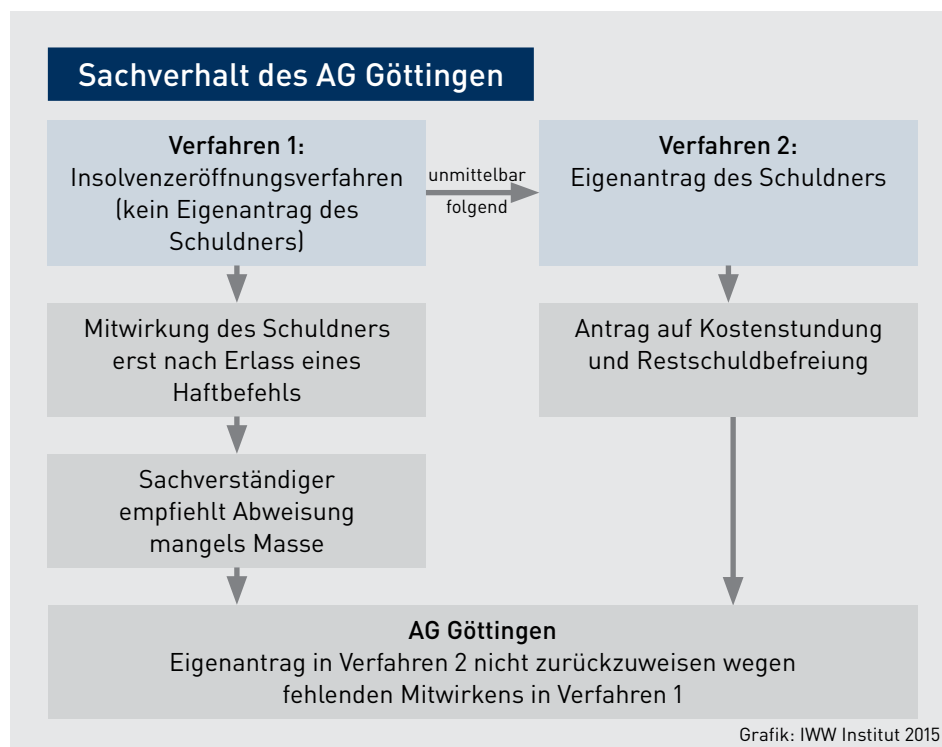 Sachverhalt des AG Göttingen
Verfahren 1:
Insolvenzeröffnungsverfahren
(kein Eigenantrag des
Schuldners)
unmittelbar
folgend
Verfahren 2:
Eigenantrag des Schuldners
Mitwirkung des Schuldners
erst nach Erlass eines
Haftbefehls
Antrag auf Kostenstundung
und Restschuldbefreiung
Sachverständiger
empfiehlt Abweisung
mangels Masse
AG Göttingen
Eigenantrag in Verfahren 2 nicht zurückzuweisen wegen
fehlenden Mitwirkens in Verfahren 1
Grafik: IWW Institut 2015